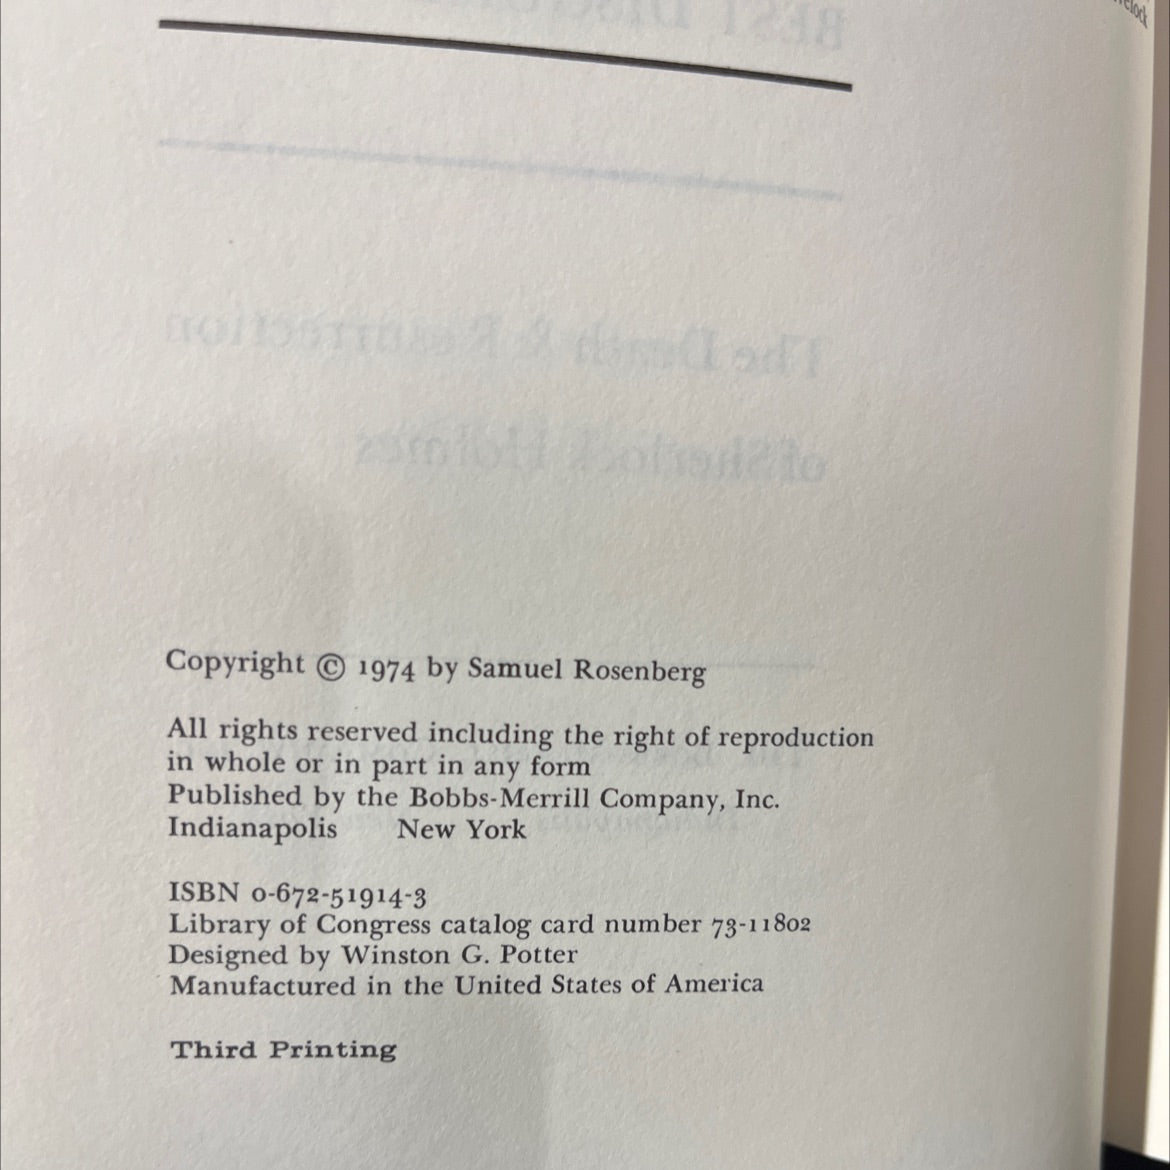 Copyright © 1974 by Samuel Rosenberg
All rights reserved including the right of reproduction
in whole or in part in any form
Published by the Bobbs-Merrill Company, Inc.
Indianapolis New York
ISBN 0-672-51914-3
Library of Congress catalog card number 73-11802
Designed by Winston G. Potter
Manufactured in the United States of America
Third Printing